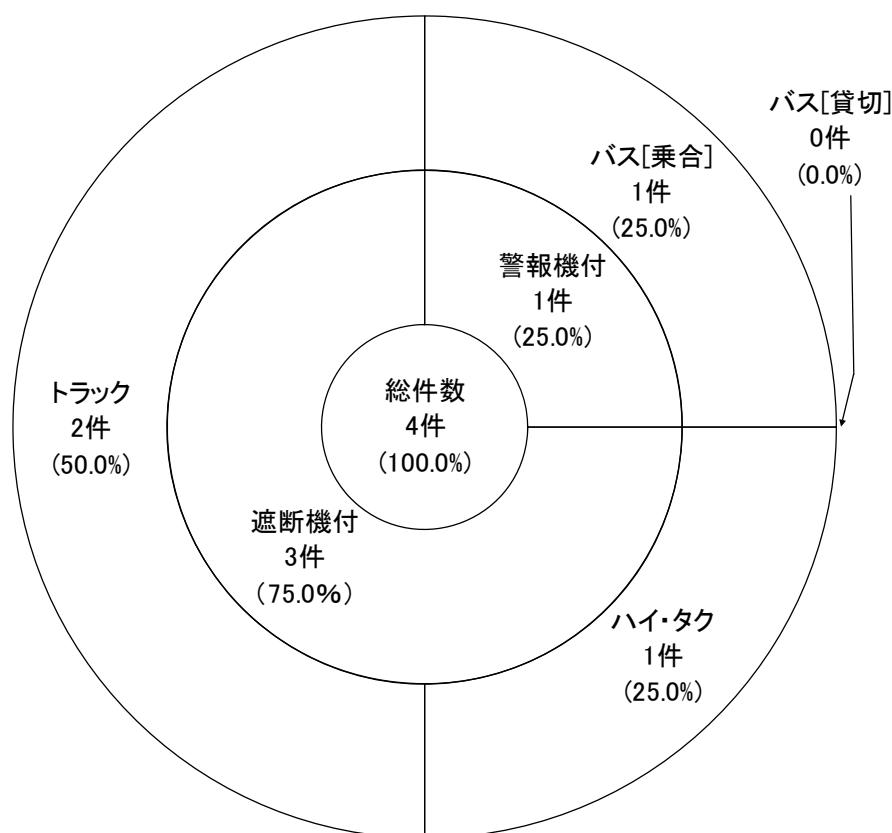 バス[貸切]
0件
(0.0%)
バス[乗合]
1件
(25.0%)
警報機付
1件
(25.0%)
総件数
4件
(100.0%)
トラック
2件
(50.0%)
遮断機付
3件
(75.0%)
ハイ・タク
1件
(25.0%)